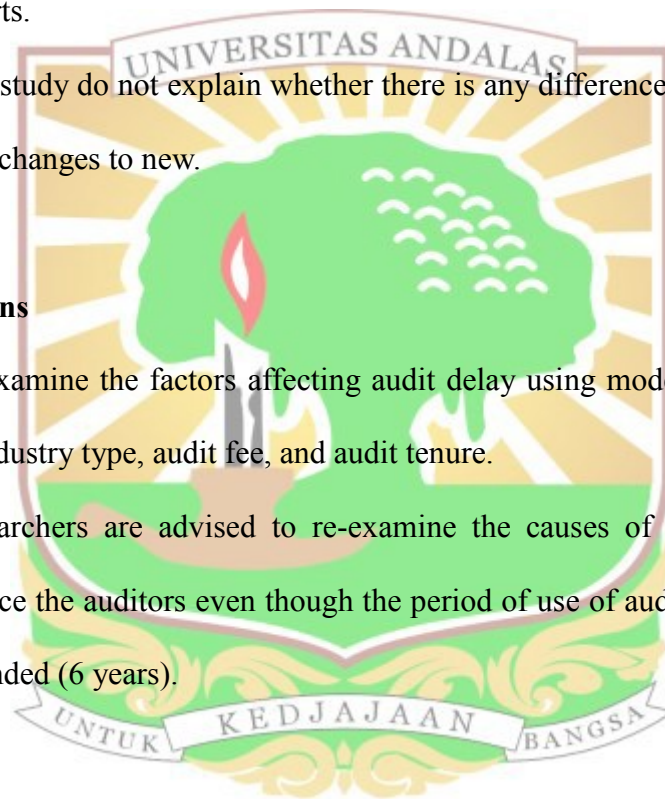 rts.
UNIVERSITAS ANDALAS
study do not explain whether there is any difference
changes to new.
ns
xamine the factors affecting audit delay using mode
dustry type, audit fee, and audit tenure.
archers are advised to re-examine the causes of
ce the auditors even though the period of use of aud
nded (6 years).
UNTUK KEDJAJAAN BANGSA